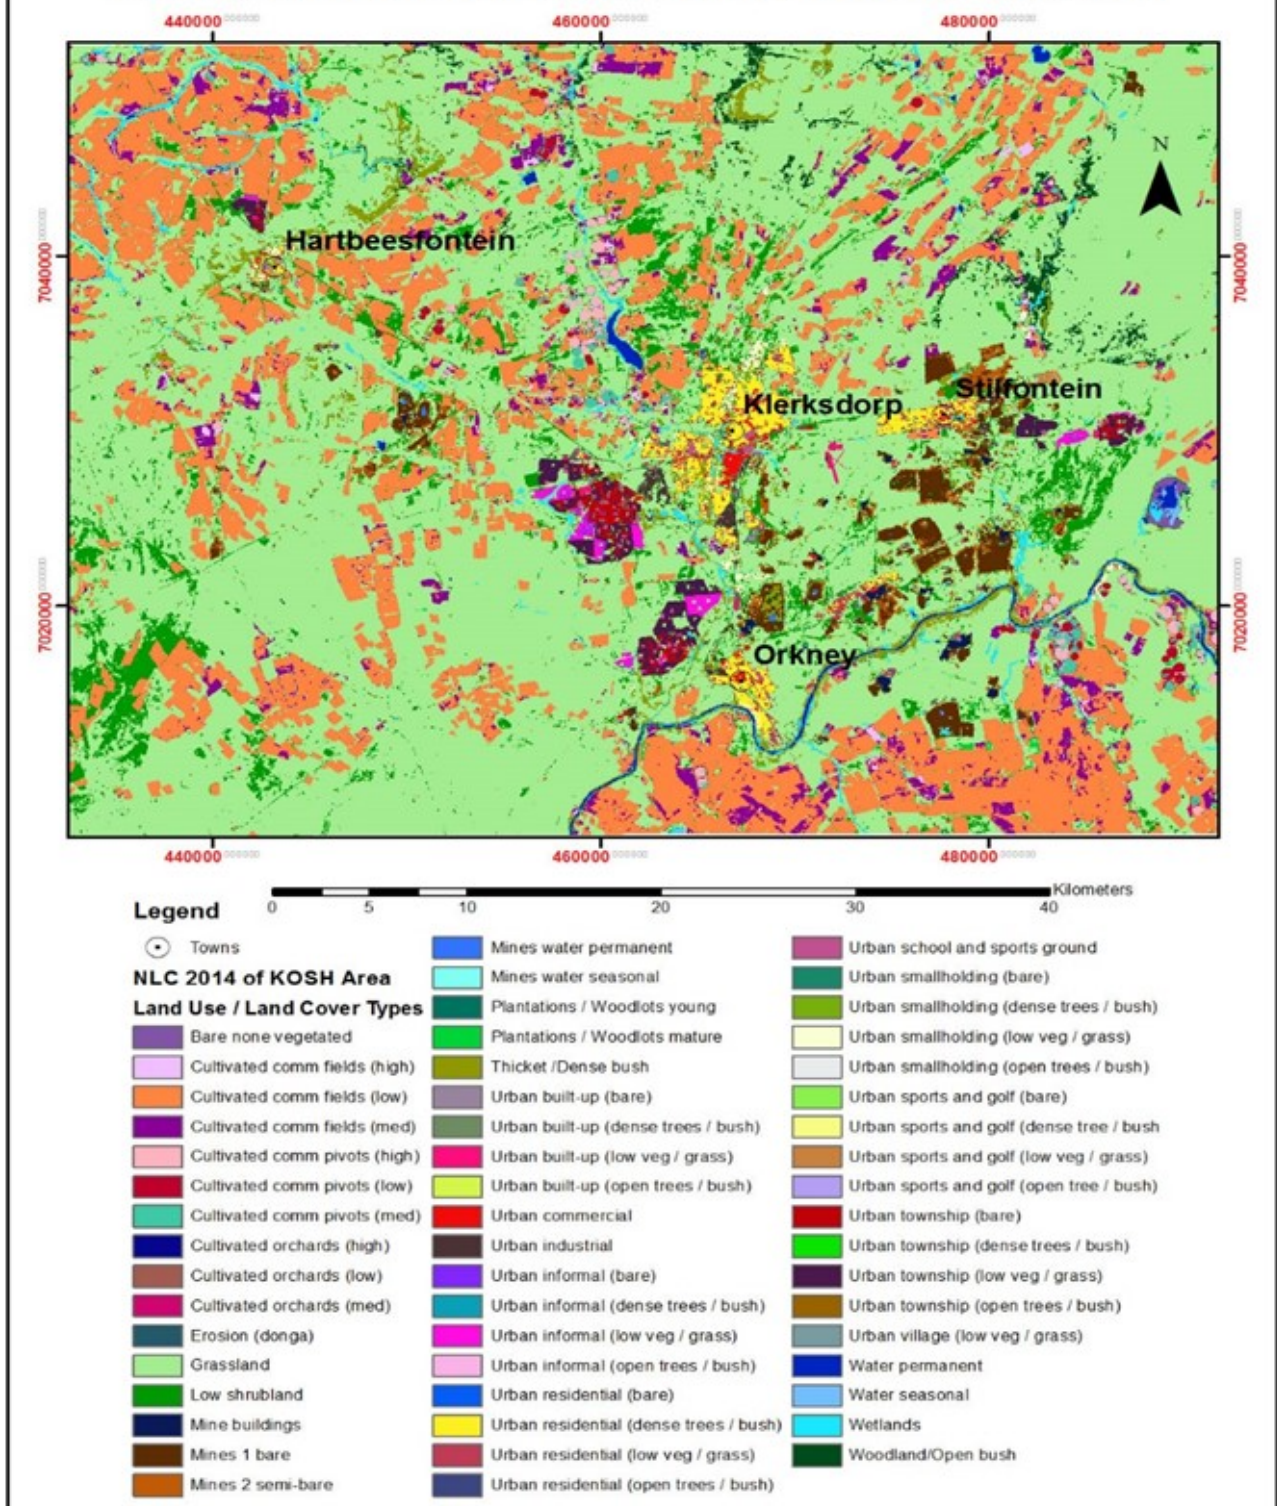 440000.000000 460000.000000 480000.000000
N
Hartbeesfontein
7040000.000000
7040000.000000
Stilfontein
Klerksdorp
7020000.000000
7020000.000000
Orkney
440000.000000 460000.000000 480000.000000
Kilometers
Legend
0 5 10 20 30 40
Towns
NLC 2014 of KOSH Area
Land Use / Land Cover Types
Bare none vegetated
Cultivated comm fields (high)
Cultivated comm fields (low)
Cultivated comm fields (med)
Cultivated comm pivots (high)
Cultivated comm pivots (low)
Cultivated comm pivots (med)
Cultivated orchards (high)
Cultivated orchards (low)
Cultivated orchards (med)
Erosion (donga)
Grassland
Low shrubland
Mine buildings
Mines 1 bare
Mines 2 semi-bare
Mines water permanent
Mines water seasonal
Plantations / Woodlots young
Plantations / Woodlots mature
Thicket /Dense bush
Urban built-up (bare)
Urban built-up (dense trees / bush)
Urban built-up (low veg / grass)
Urban built-up (open trees / bush)
Urban commercial
Urban industrial
Urban informal (bare)
Urban informal (dense trees / bush)
Urban informal (low veg / grass)
Urban informal (open trees / bush)
Urban residential (bare)
Urban residential (dense trees / bush)
Urban residential (low veg / grass)
Urban residential (open trees / bush)
Urban school and sports ground
Urban smallholding (bare)
Urban smallholding (dense trees / bush)
Urban smallholding (low veg / grass)
Urban smallholding (open trees / bush)
Urban sports and golf (bare)
Urban sports and golf (dense tree / bush
Urban sports and golf (low veg / grass)
Urban sports and golf (open tree / bush)
Urban township (bare)
Urban township (dense trees / bush)
Urban township (low veg / grass)
Urban township (open trees / bush)
Urban village (low veg / grass)
Water permanent
Water seasonal
Wetlands
Woodland/Open bush